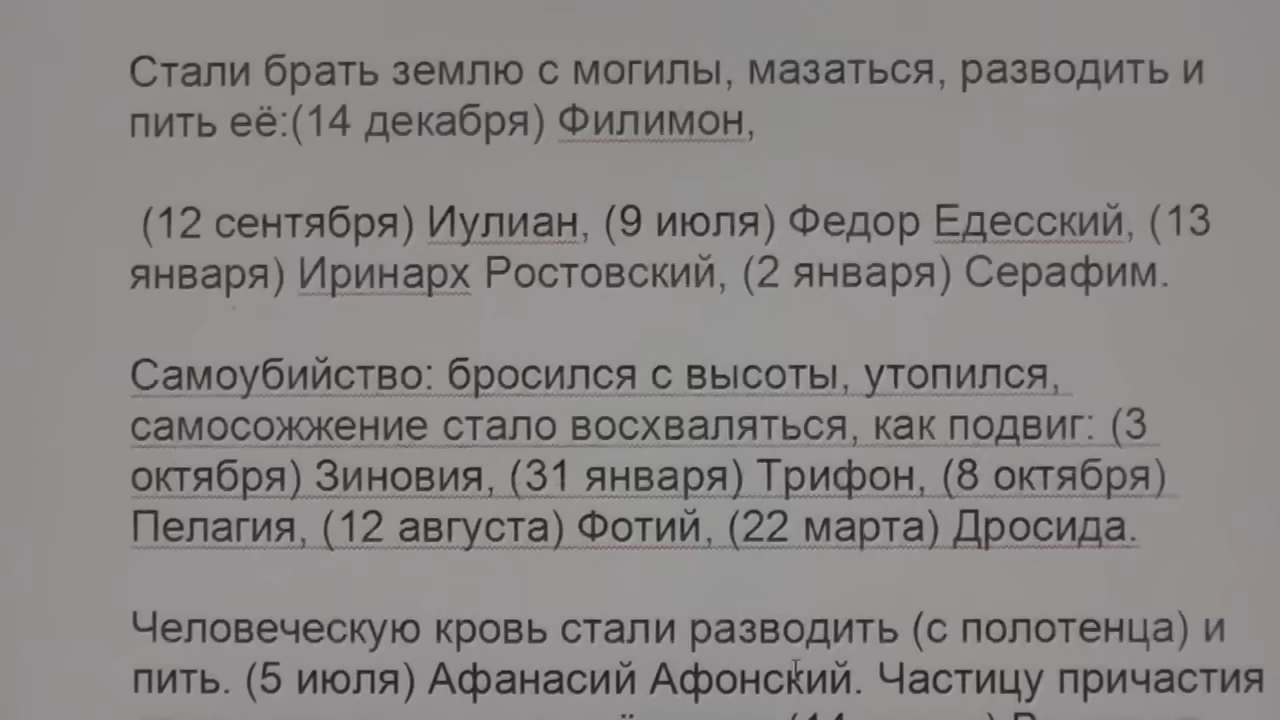 Стали брать землю с могилы, мазаться, разводить и
пить её:(14 декабря) Филимон,
(12 сентября) Иулиан, (9 июля) Федор Едесский, (13
января) Иринарх Ростовский, (2 января) Серафим.
Самоубийство: бросился с высоты, утопился,
самосожжение стало восхваляться, как подвиг: (3
октября) Зиновия, (31 января) Трифон, (8 октября)
Пелагия, (12 августа) Фотий, (22 марта) Дросида.
Человеческую кровь стали разводить (с полотенца) и
пить. (5 июля) Афанасий Афонский. Частицу причастия